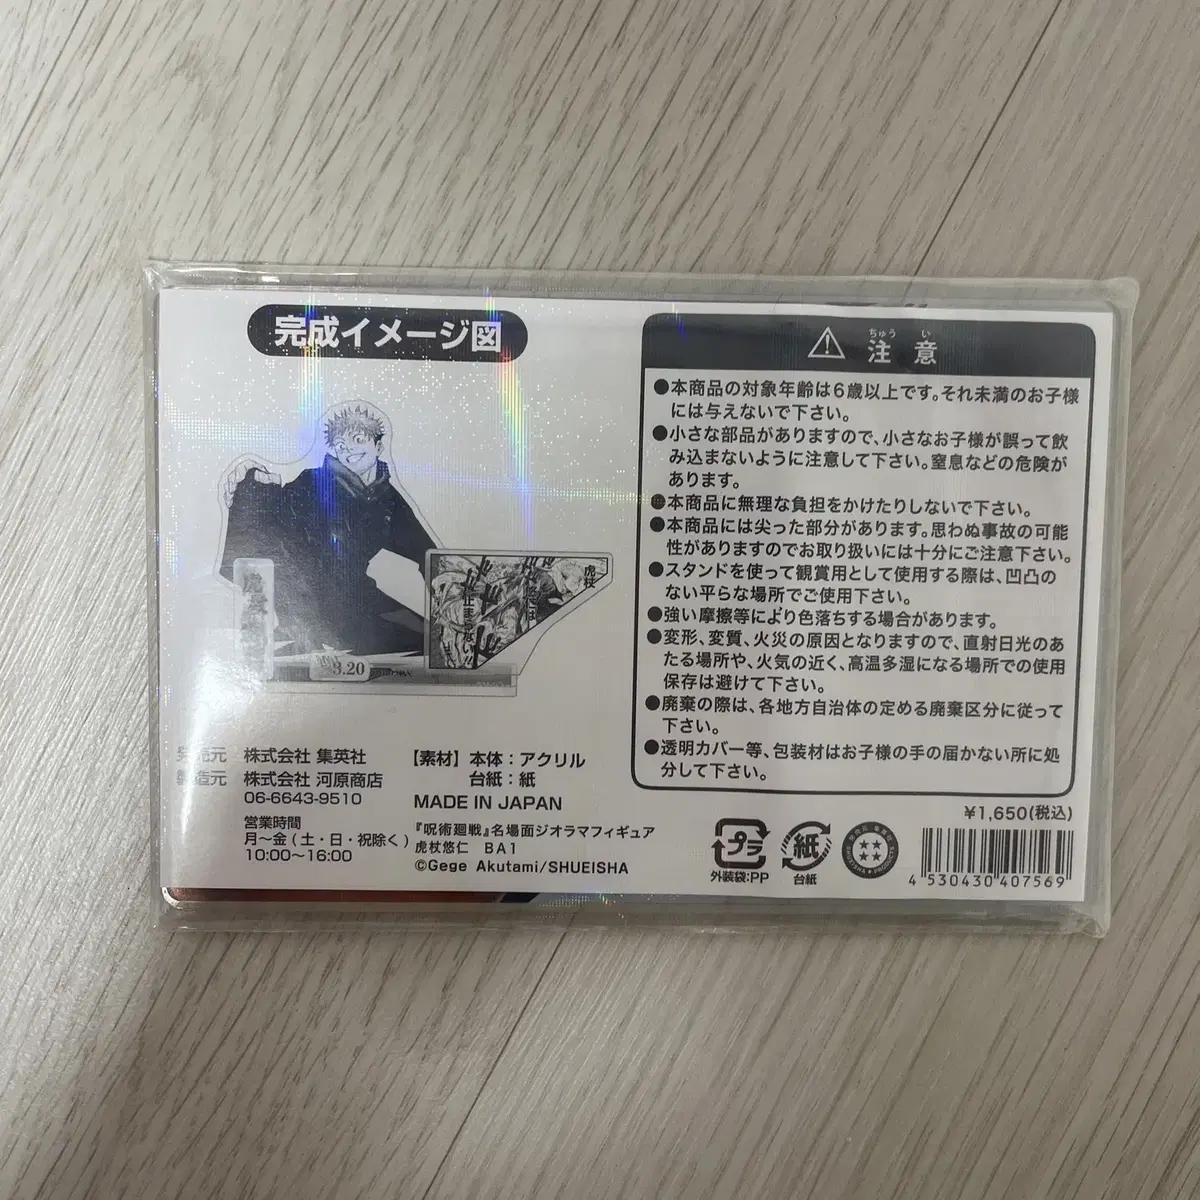 完成イメージ図
虎杖
止まらない!!
3.20
発売元 株式会社 集英社
製造元 株式会社 河原商店
06-6643-9510
営業時間
月～金(土・日・祝除く)
10:00～16:00
【素材】本体：アクリル
台紙：紙
MADE IN JAPAN
『呪術廻戦』名場面ジオラマフィギュア
虎杖悠仁 BA1
©Gege Akutami/SHUEISHA
ちゅう い
注 意
●本商品の対象年齢は6歳以上です。それ未満のお子様
には与えないで下さい。
●小さな部品がありますので、小さなお子様が誤って飲
み込まないように注意して下さい。窒息などの危険が
あります。
●本商品に無理な負担をかけたりしないで下さい。
●本商品には尖った部分があります。思わぬ事故の可能
性がありますのでお取り扱いには十分にご注意下さい。
●スタンドを使って観賞用として使用する際は、凹凸の
ない平らな場所でご使用下さい。
●強い摩擦等により色落ちする場合があります。
●変形、変質、火災の原因となりますので、直射日光のあ
たる場所や、火気の近く、高温多湿になる場所での使用
保存は避けて下さい。
●廃棄の際は、各地方自治体の定める廃棄区分に従って
下さい。
●透明カバー等、包装材はお子様の手の届かない所に処
分して下さい。
¥1,650(税込)
プラ
外装袋:PP
紙
台紙
4 530430 407569